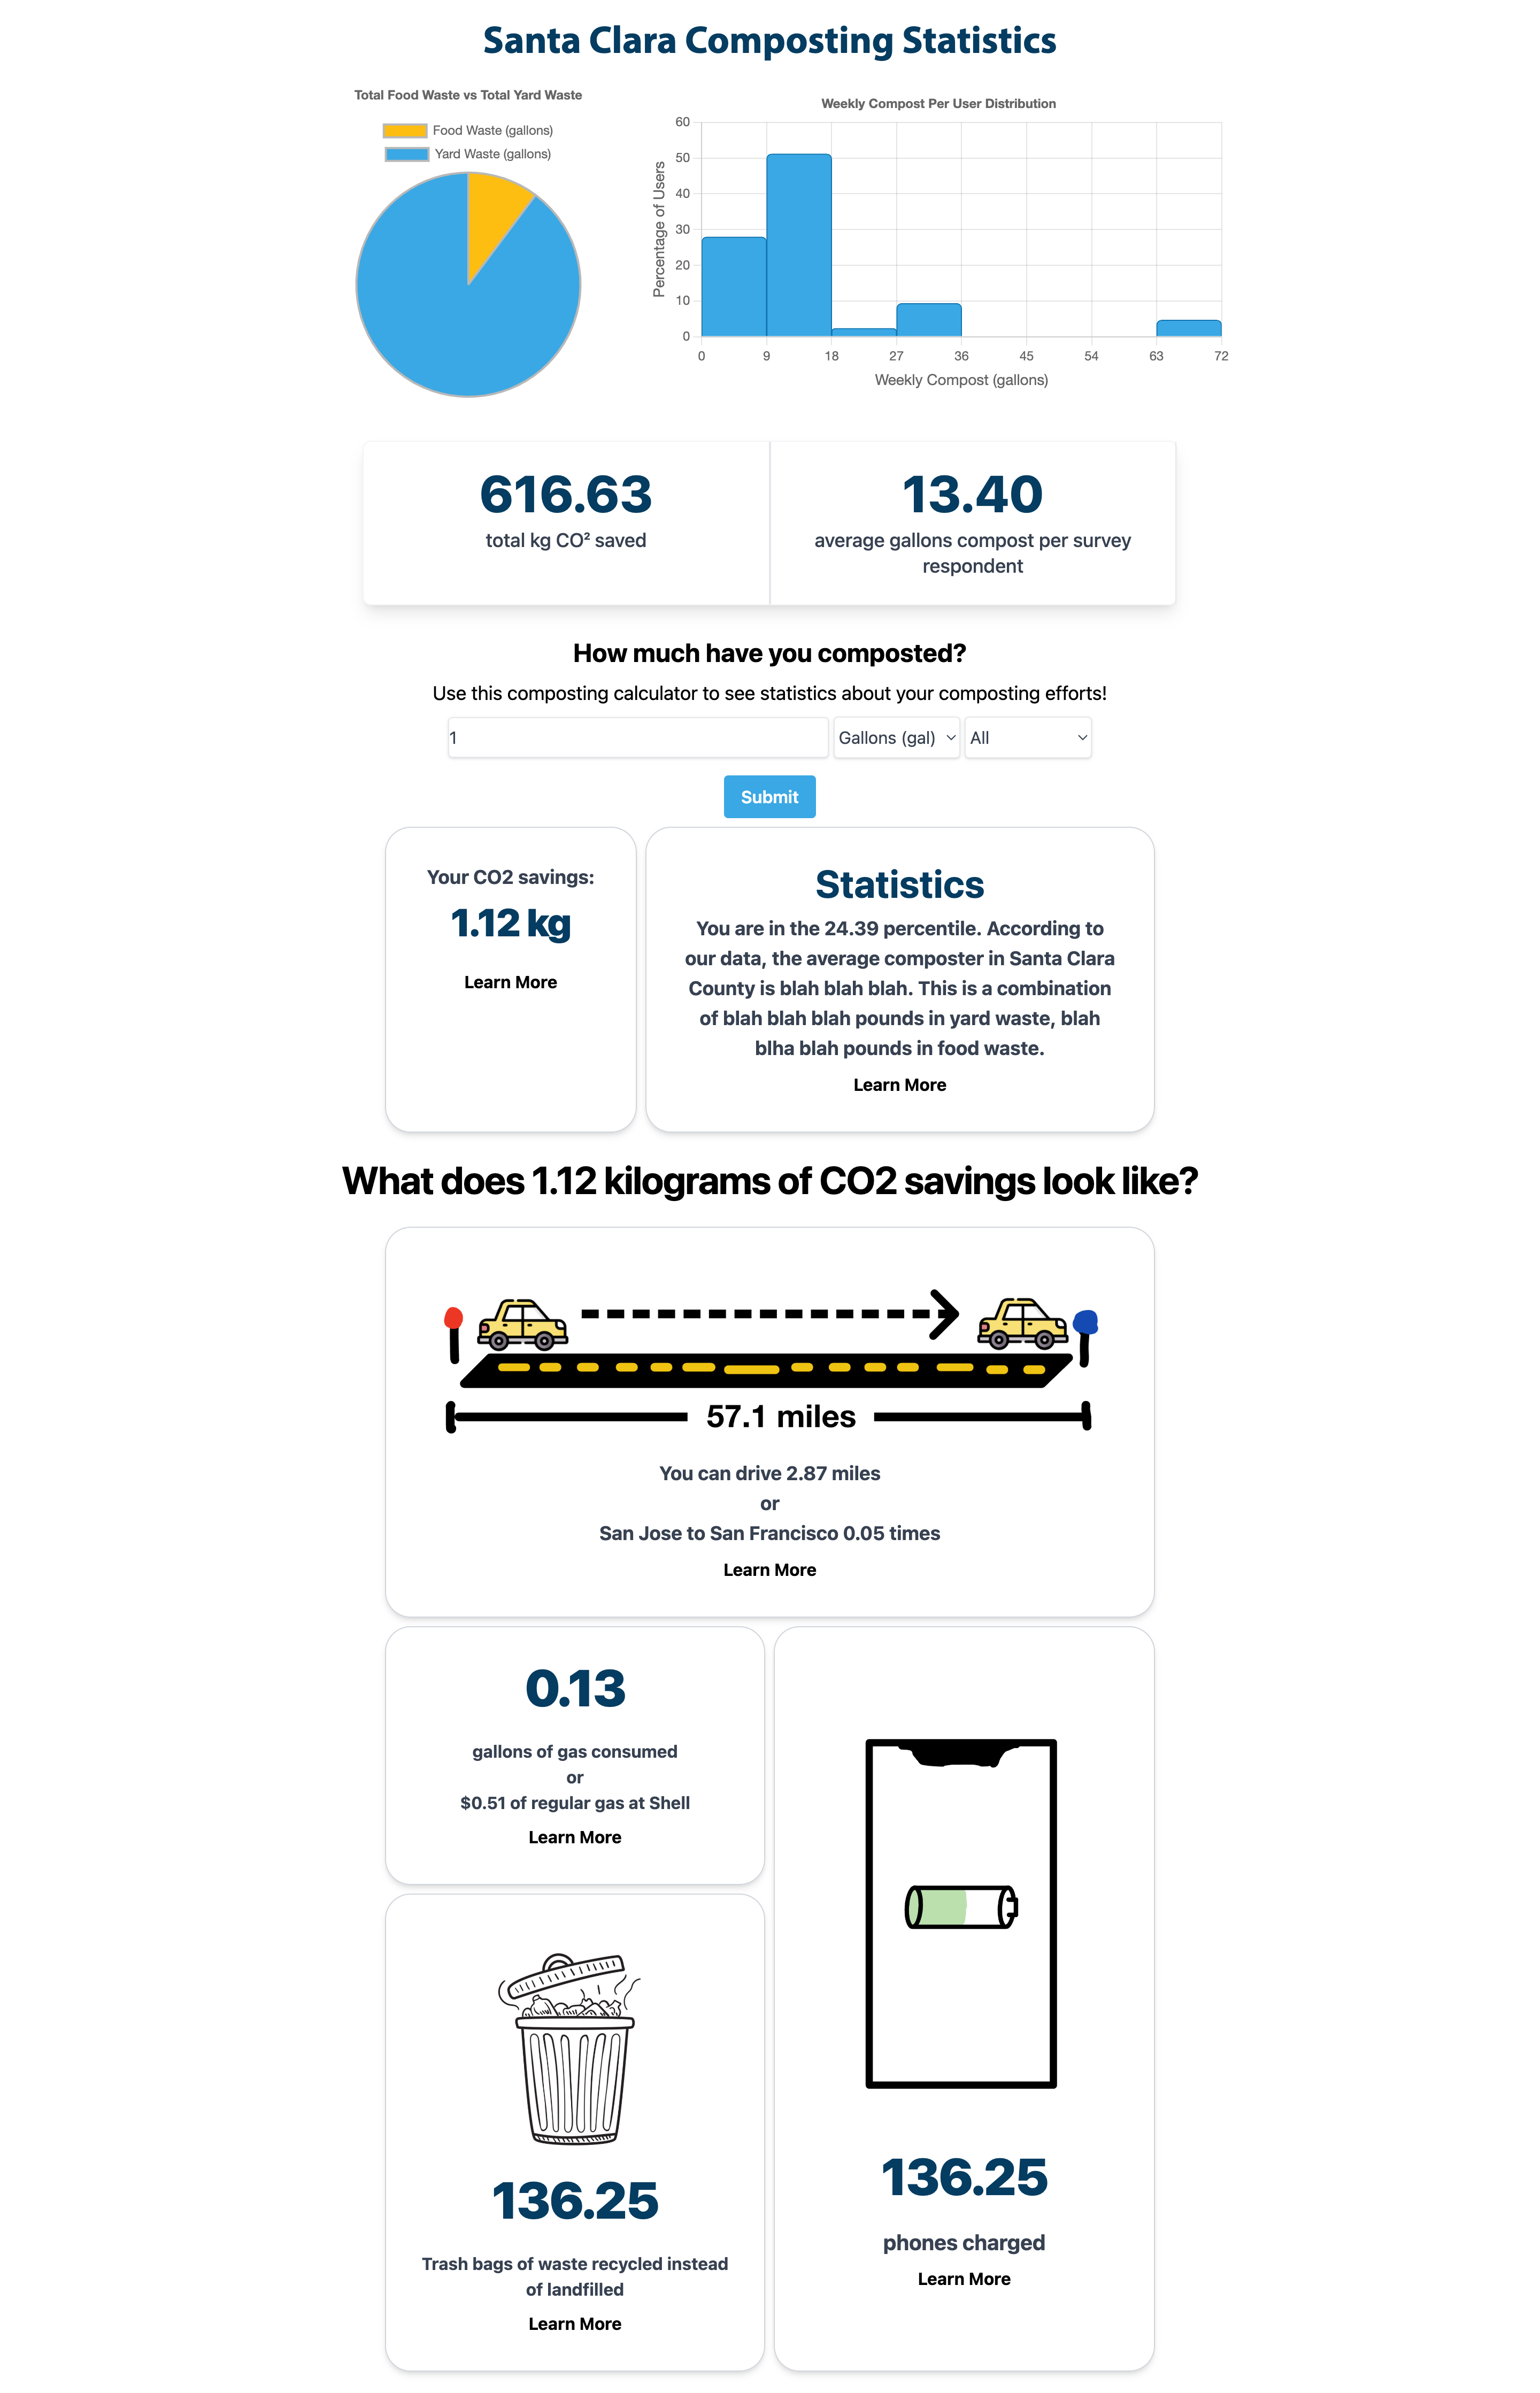 Santa Clara Composting Statistics
Total Food Waste vs Total Yard Waste
Food Waste (gallons)
Yard Waste (gallons)
Weekly Compost Per User Distribution
Percentage of Users
60
50
40
30
20
10
0
0 9 18 27 36 45 54 63 72
Weekly Compost (gallons)
616.63
total kg CO² saved
13.40
average gallons compost per survey
respondent
How much have you composted?
Use this composting calculator to see statistics about your composting efforts!
1 Gallons (gal) All
Submit
Your CO2 savings:
1.12 kg
Learn More
Statistics
You are in the 24.39 percentile. According to
our data, the average composter in Santa Clara
County is blah blah blah. This is a combination
of blah blah blah pounds in yard waste, blah
blha blah pounds in food waste.
Learn More
What does 1.12 kilograms of CO2 savings look like?
57.1 miles
You can drive 2.87 miles
or
San Jose to San Francisco 0.05 times
Learn More
0.13
gallons of gas consumed
or
$0.51 of regular gas at Shell
Learn More
136.25
Trash bags of waste recycled instead
of landfilled
Learn More
136.25
phones charged
Learn More